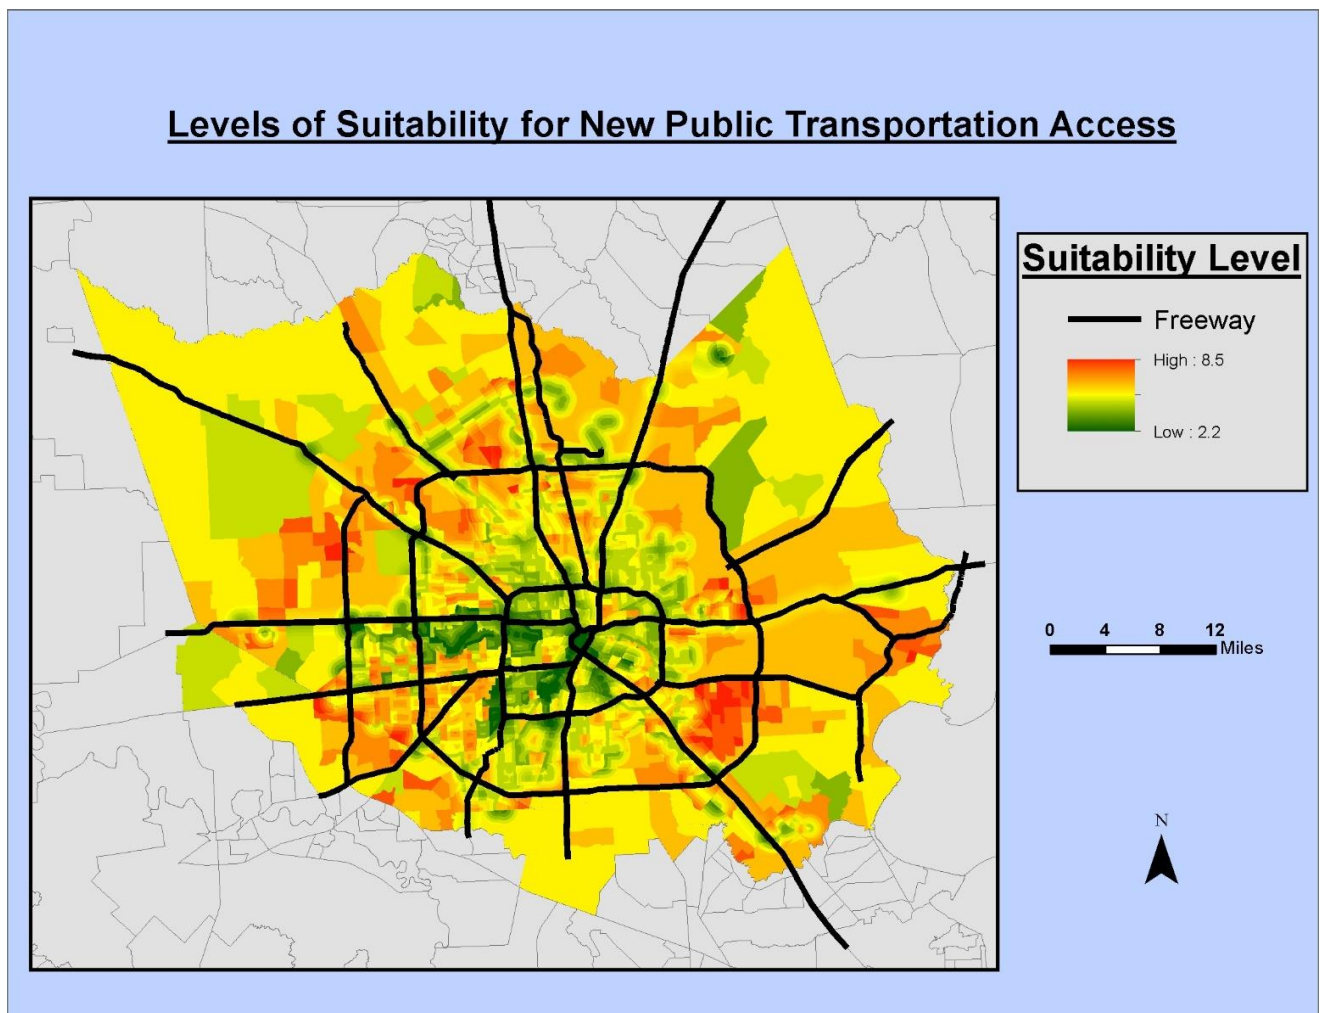 Levels of Suitability for New Public Transportation Access
Suitability Level
Freeway
High : 8.5
Low : 2.2
0 4 8 12
Miles
N